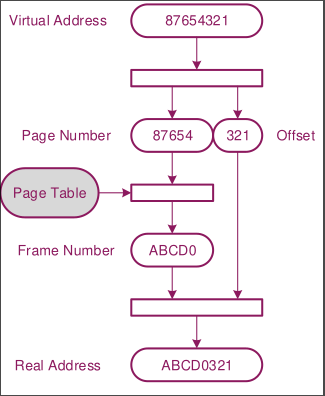 Virtual Address 87654321
Page Number 87654 321 Offset
Page Table
Frame Number ABCD0
Real Address ABCD0321